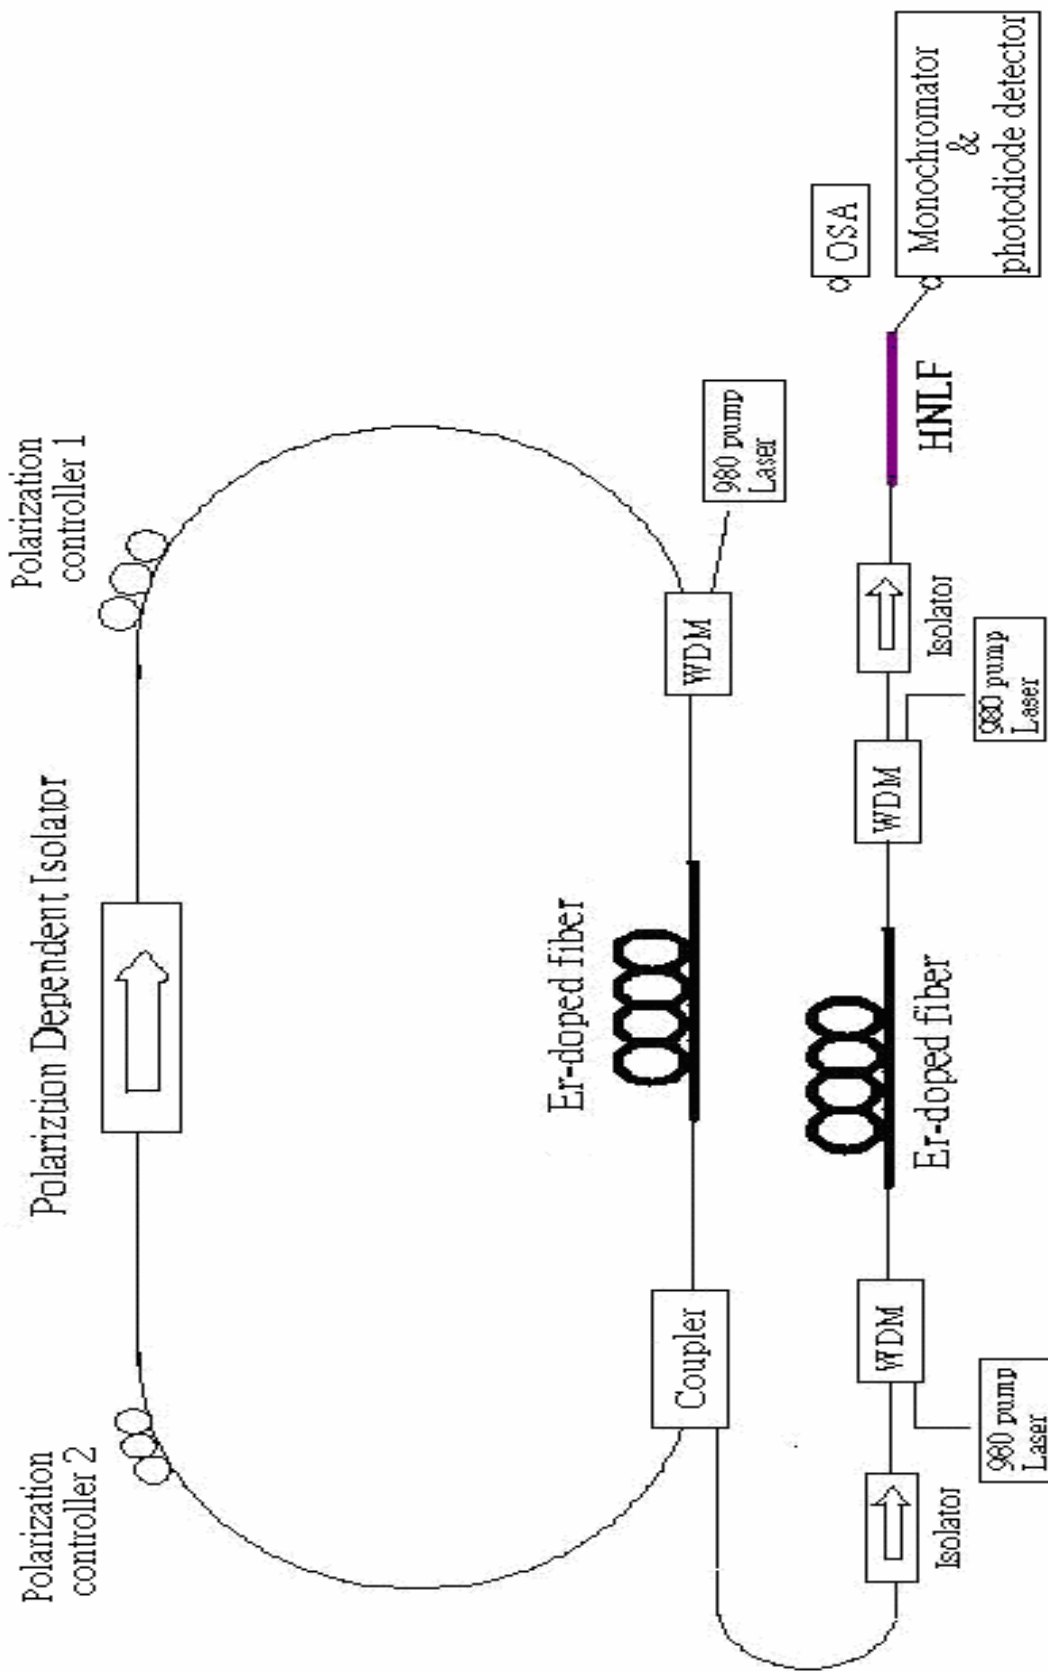 Polarization
controller 2
Polariztion Dependent Isolator
Polarization
controller 1
Er-doped fiber
Coupler
WDM
980 pump
Laser
OSA
Isolator
WDM
980 pump
Laser
Er-doped fiber
WDM
980 pump
Laser
Isolator
HNLF
Monochromator
&
photodiode detector